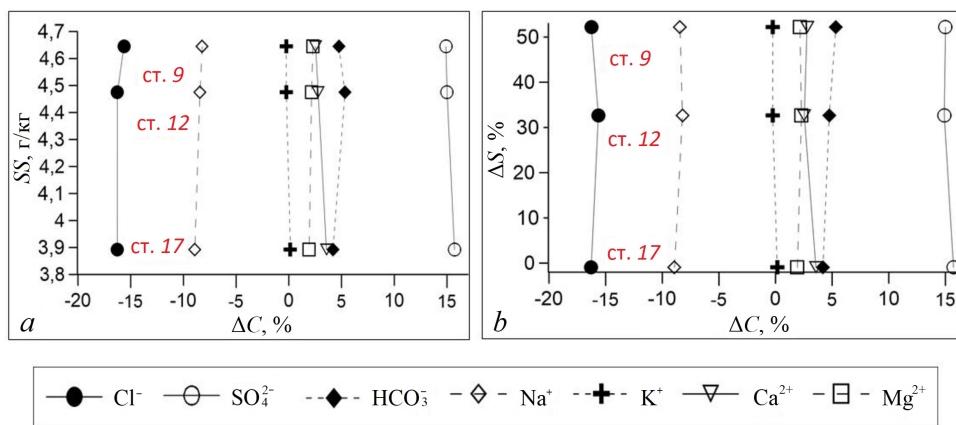 4,7
4,6
4,5
4,4
4,3
4,2
4,1
4
3,9
3,8
SS, г/кг
ст. 9
ст. 12
ст. 17
-20 -15 -10 -5 0 5 10 15
a
ΔC, %
50
40
30
20
10
0
ΔS, %
ст. 9
ст. 12
ст. 17
-20 -15 -10 -5 0 5 10 15
b
ΔC, %
Cl⁻ SO₄²⁻ HCO₃⁻ Na⁺ K⁺ Ca²⁺ Mg²⁺